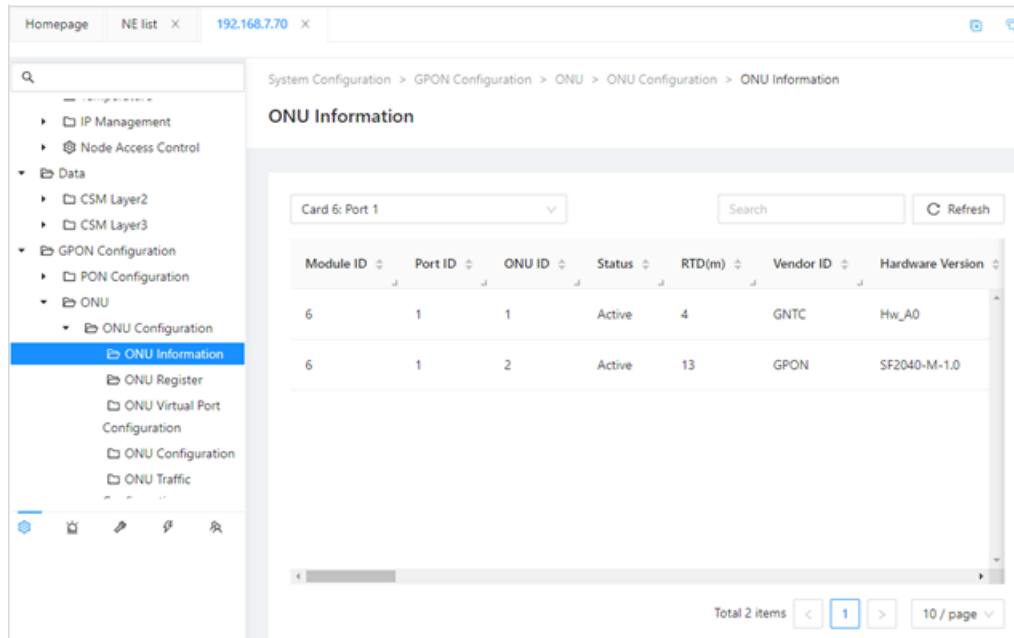 Homepage
NE list
192.168.7.70
System Configuration > GPON Configuration > ONU > ONU Configuration > ONU Information
ONU Information
IP Management
Node Access Control
Data
CSM Layer2
CSM Layer3
GPON Configuration
PON Configuration
ONU
ONU Configuration
ONU Information
ONU Register
ONU Virtual Port
Configuration
ONU Configuration
ONU Traffic
Card 6: Port 1
Search
Refresh
Module ID Port ID ONU ID Status RTD(m) Vendor ID Hardware Version
6 1 1 Active 4 GNTC Hw_A0
6 1 2 Active 13 GPON SF2040-M-1.0
Total 2 items < 1 > 10 / page